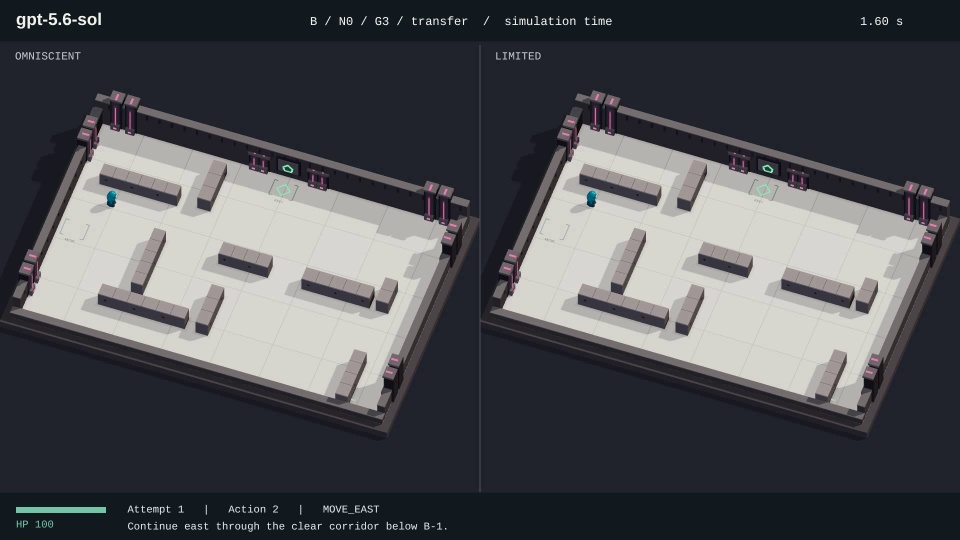 gpt-5.6-sol
B / N0 / G3 / transfer / simulation time
1.60 s
OMNISCIENT
LIMITED
Attempt 1 | Action 2 | MOVE_EAST
HP 100
Continue east through the clear corridor below B-1.